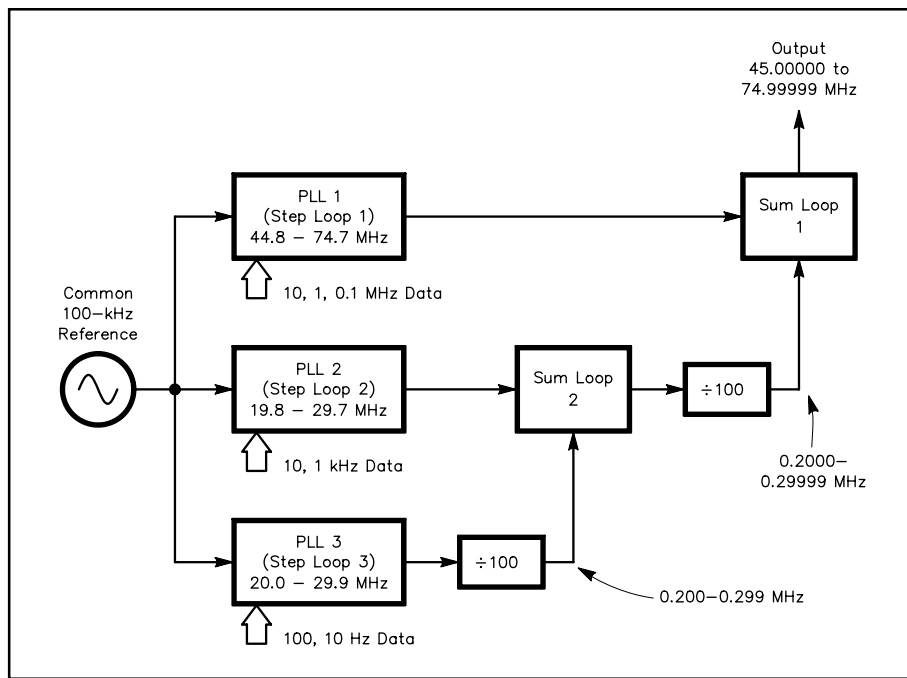 Output
45.00000 to
74.99999 MHz
PLL 1
(Step Loop 1)
44.8 – 74.7 MHz
Sum Loop
1
10, 1, 0.1 MHz Data
Common
100–kHz
Reference
PLL 2
(Step Loop 2)
19.8 – 29.7 MHz
Sum Loop
2
÷100
10, 1 kHz Data
0.2000–
0.29999 MHz
PLL 3
(Step Loop 3)
20.0 – 29.9 MHz
÷100
0.200–0.299 MHz
100, 10 Hz Data